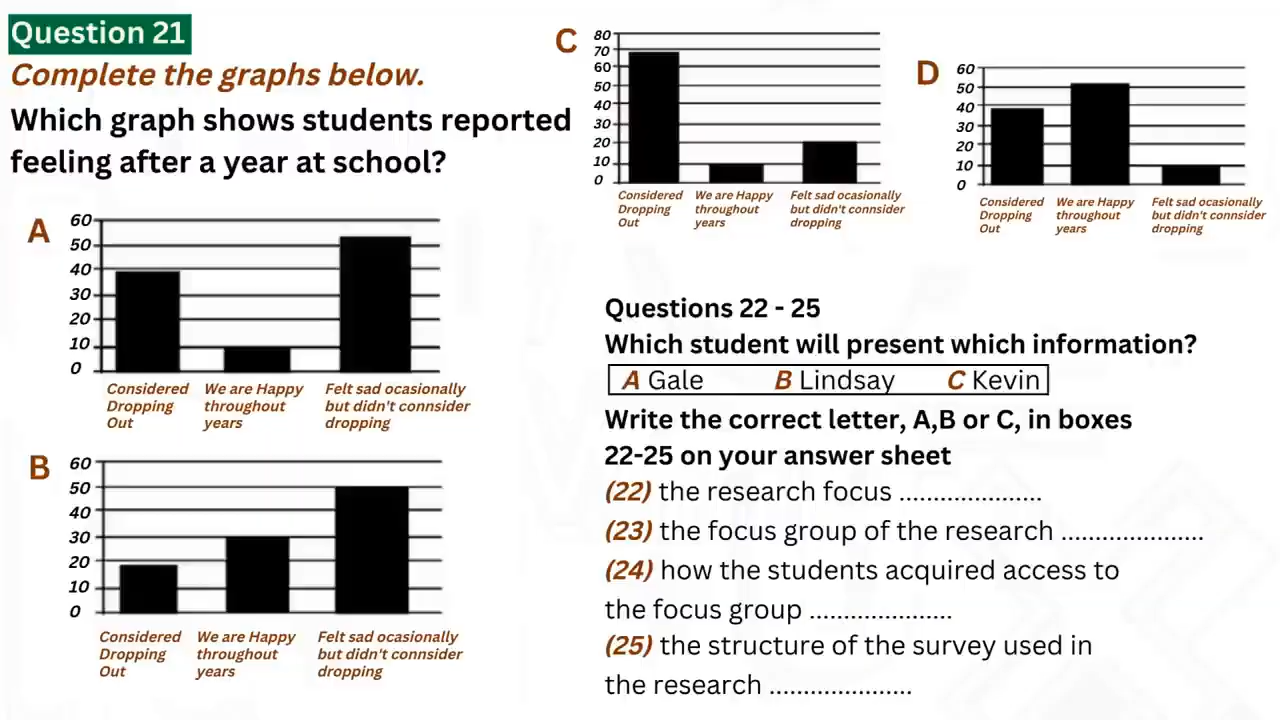 Question 21
Complete the graphs below.
Which graph shows students reported
feeling after a year at school?
A
60
50
40
30
20
10
0
Considered
Dropping
Out
We are Happy
throughout
years
Felt sad ocasionally
but didn't connsider
dropping
B
60
50
40
30
20
10
0
Considered
Dropping
Out
We are Happy
throughout
years
Felt sad ocasionally
but didn't connsider
dropping
C
80
70
60
50
40
30
20
10
0
Considered
Dropping
Out
We are Happy
throughout
years
Felt sad ocasionally
but didn't connsider
dropping
D
60
50
40
30
20
10
0
Considered
Dropping
Out
We are Happy
throughout
years
Felt sad ocasionally
but didn't connsider
dropping
Questions 22 - 25
Which student will present which information?
A Gale B Lindsay C Kevin
Write the correct letter, A,B or C, in boxes
22-25 on your answer sheet
(22) the research focus .....................
(23) the focus group of the research .....................
(24) how the students acquired access to
the focus group .....................
(25) the structure of the survey used in
the research .....................